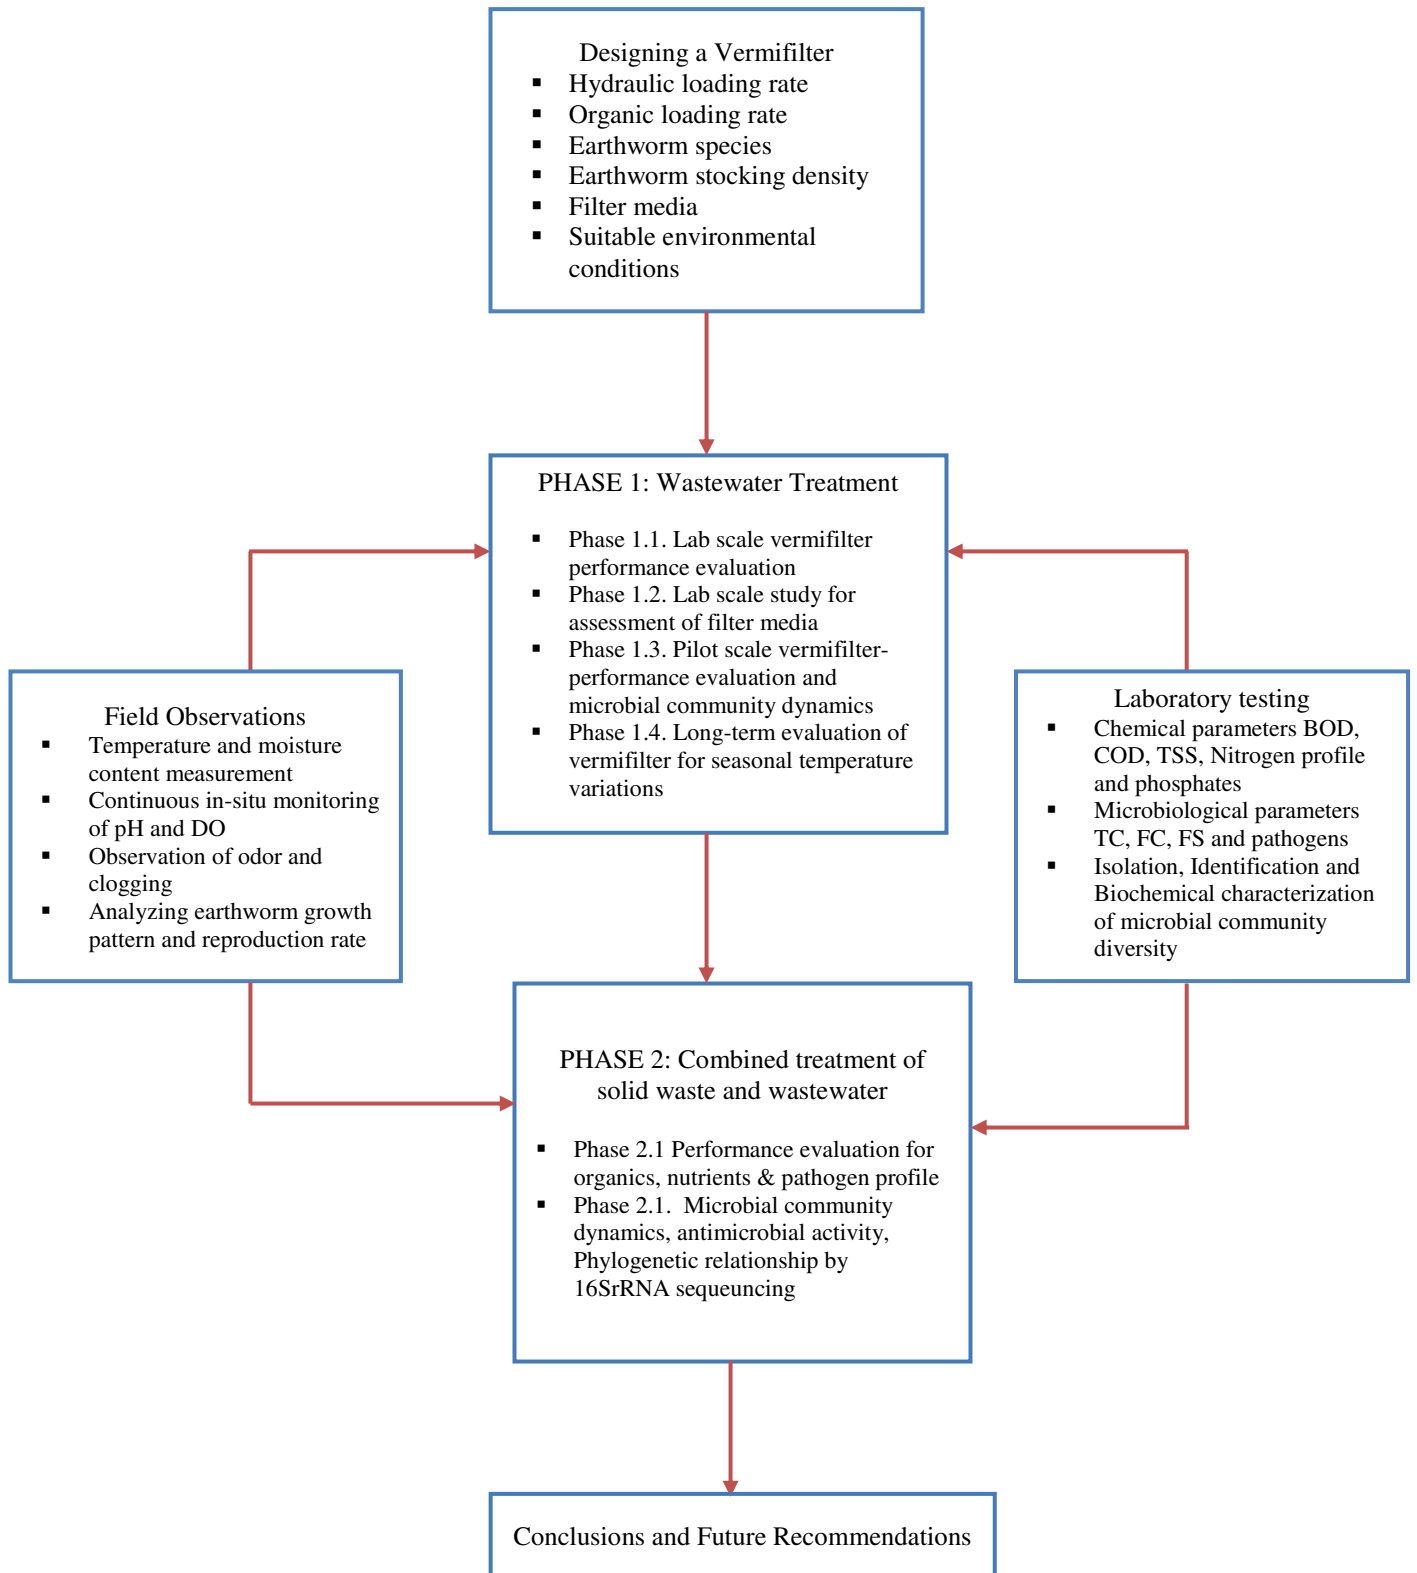 Designing a Vermifilter
▪ Hydraulic loading rate
▪ Organic loading rate
▪ Earthworm species
▪ Earthworm stocking density
▪ Filter media
▪ Suitable environmental
conditions
PHASE 1: Wastewater Treatment
▪ Phase 1.1. Lab scale vermifilter
performance evaluation
▪ Phase 1.2. Lab scale study for
assessment of filter media
▪ Phase 1.3. Pilot scale vermifilter-
performance evaluation and
microbial community dynamics
▪ Phase 1.4. Long-term evaluation of
vermifilter for seasonal temperature
variations
Field Observations
▪ Temperature and moisture
content measurement
▪ Continuous in-situ monitoring
of pH and DO
▪ Observation of odor and
clogging
▪ Analyzing earthworm growth
pattern and reproduction rate
Laboratory testing
▪ Chemical parameters BOD,
COD, TSS, Nitrogen profile
and phosphates
▪ Microbiological parameters
TC, FC, FS and pathogens
▪ Isolation, Identification and
Biochemical characterization
of microbial community
diversity
PHASE 2: Combined treatment of
solid waste and wastewater
▪ Phase 2.1 Performance evaluation for
organics, nutrients & pathogen profile
▪ Phase 2.1.  Microbial community
dynamics, antimicrobial activity,
Phylogenetic relationship by
16SrRNA sequeuncing
Conclusions and Future Recommendations